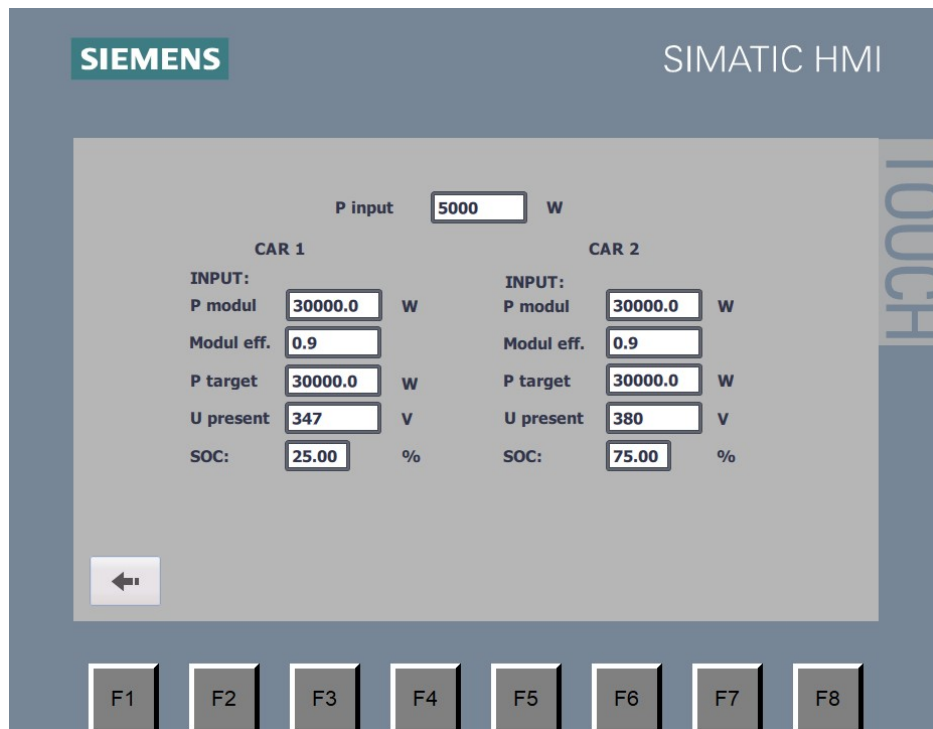 SIEMENS
SIMATIC HMI
TOUCH
P input 5000 W
CAR 1 CAR 2
INPUT: INPUT:
P modul 30000.0 W P modul 30000.0 W
Modul eff. 0.9 Modul eff. 0.9
P target 30000.0 W P target 30000.0 W
U present 347 V U present 380 V
SOC: 25.00 % SOC: 75.00 %
F1 F2 F3 F4 F5 F6 F7 F8